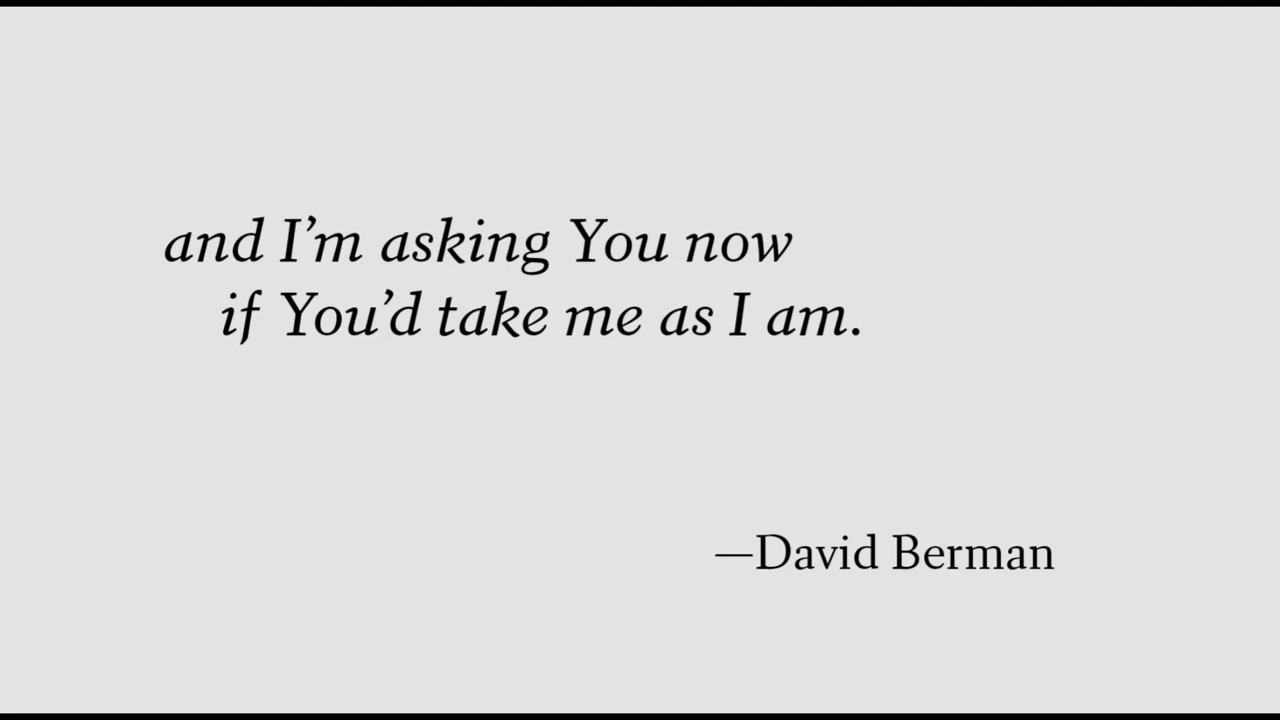 and I’m asking You now
if You’d take me as I am.
—David Berman